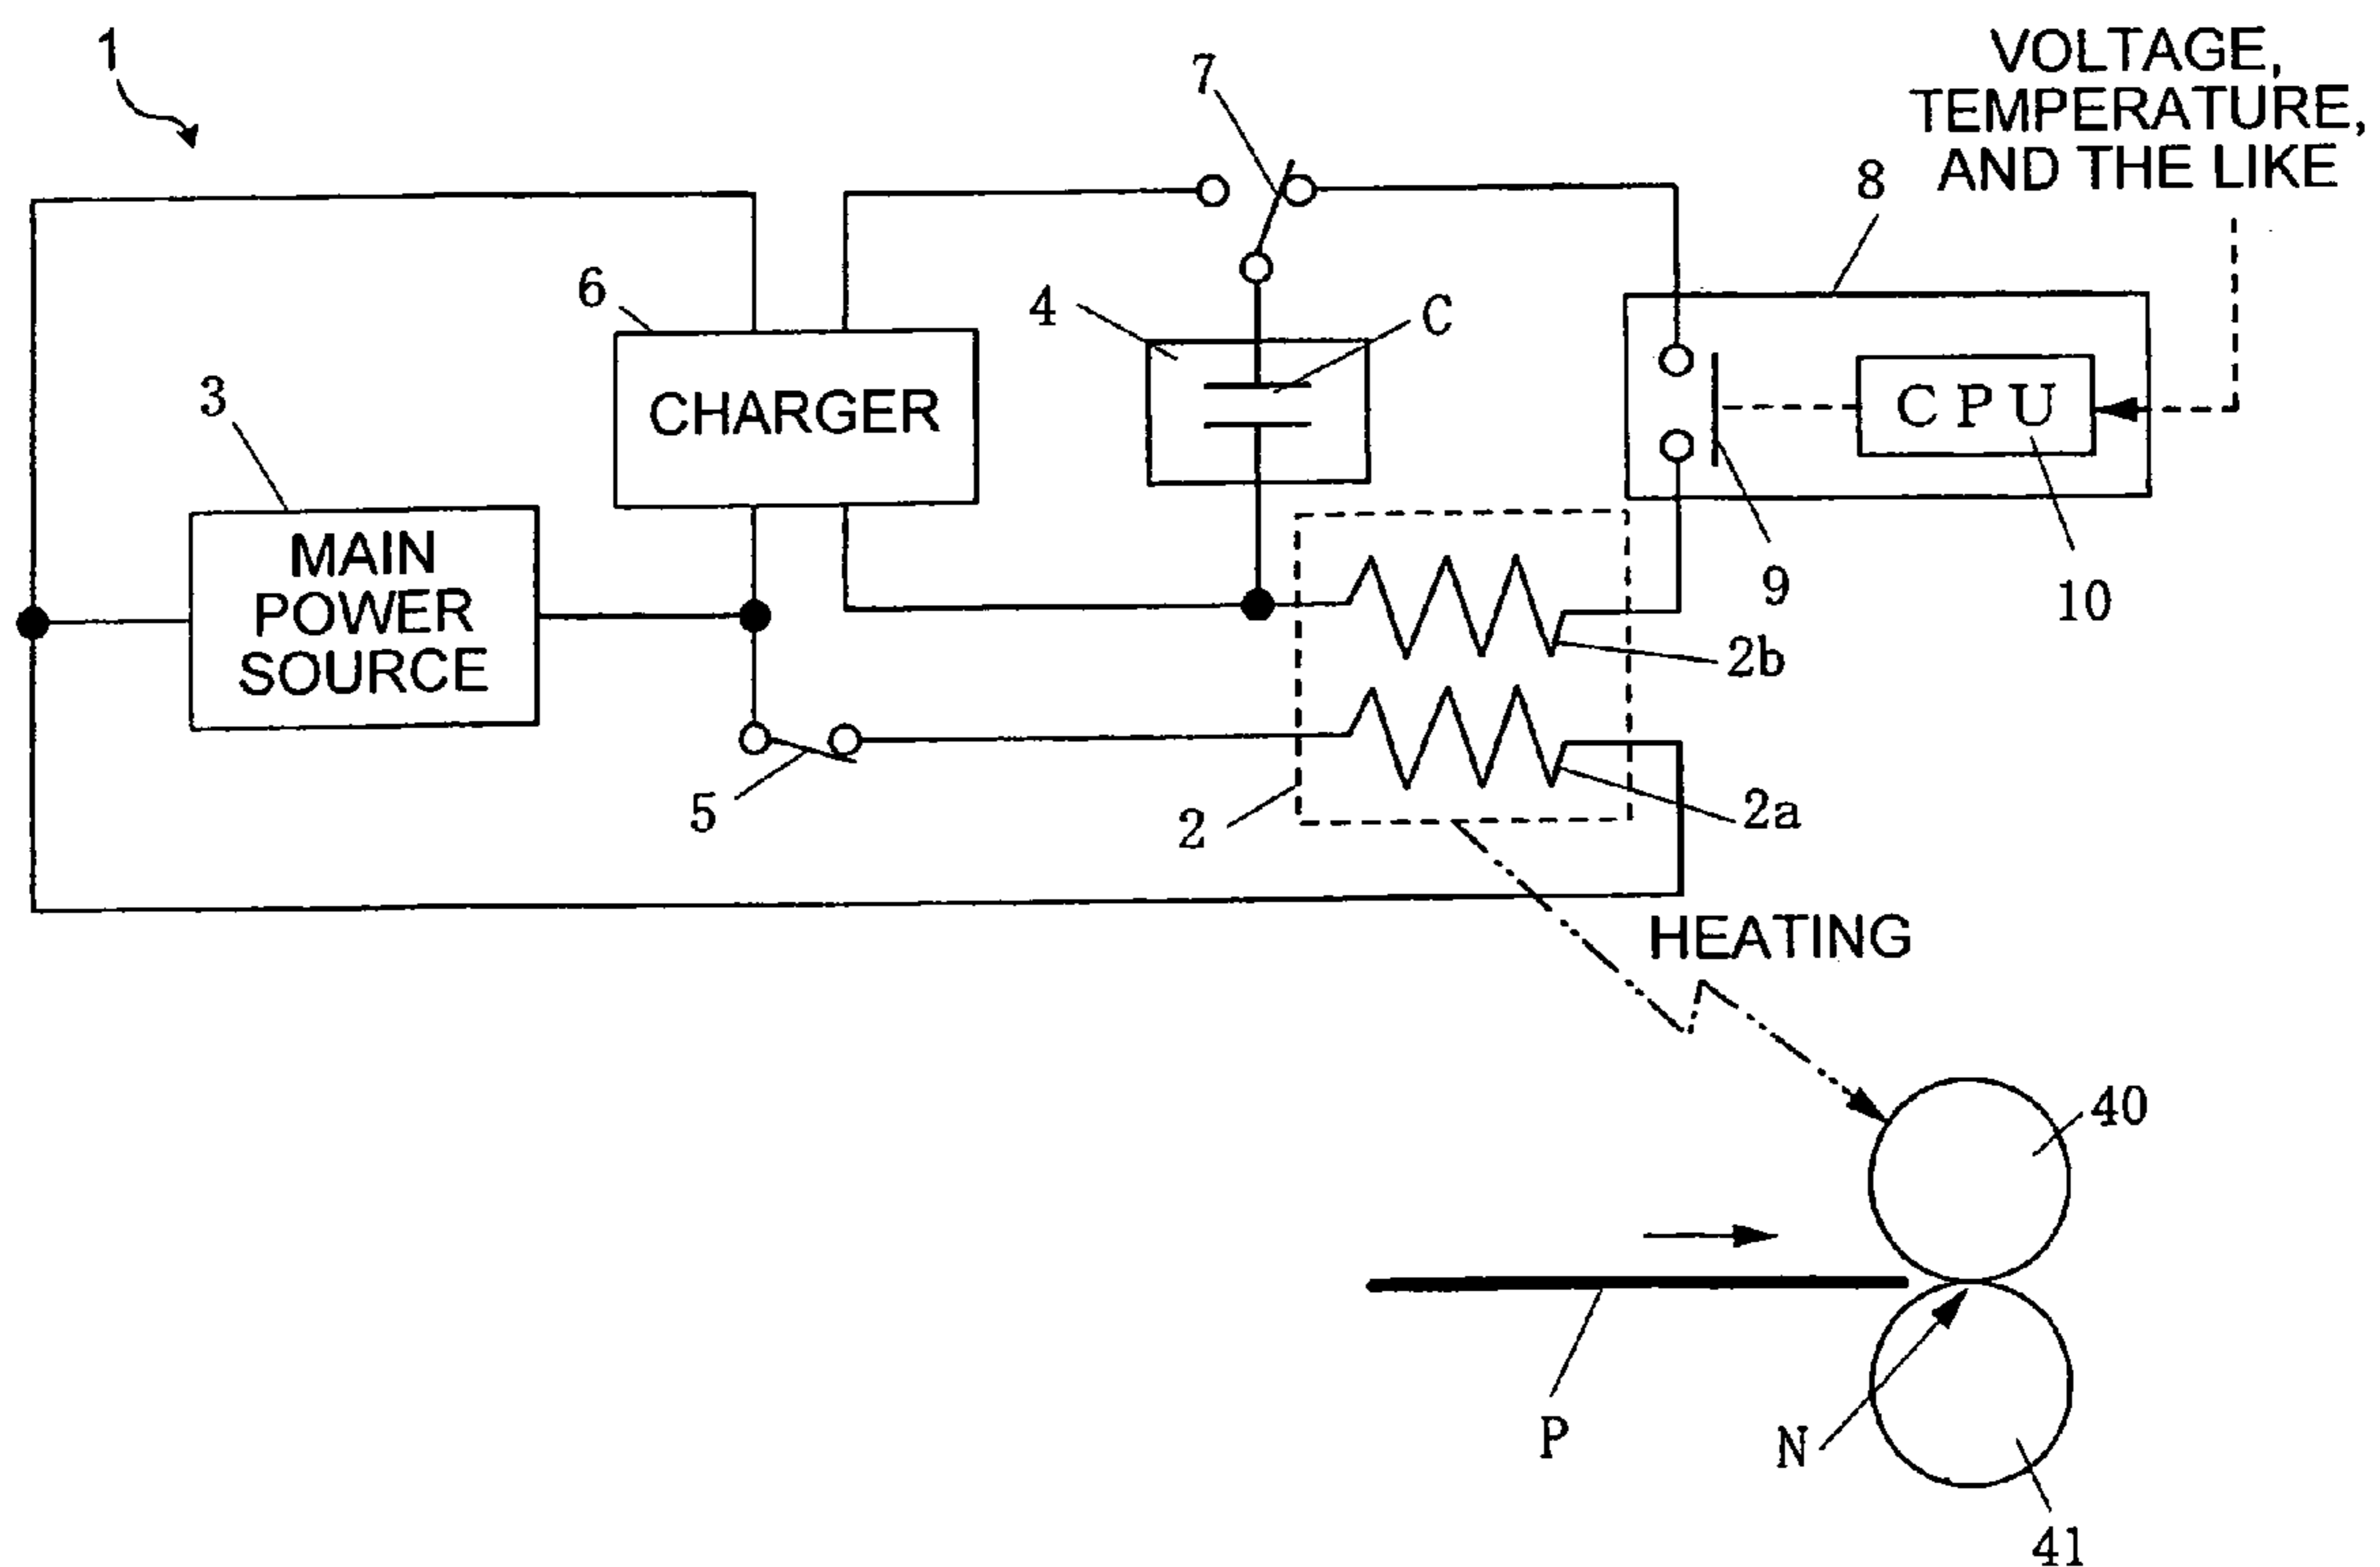 1
7
VOLTAGE,
TEMPERATURE,
AND THE LIKE
8
6
4
C
3
CHARGER
CPU
MAIN
POWER
SOURCE
9
10
2b
5
2
2a
HEATING
40
P
N
41